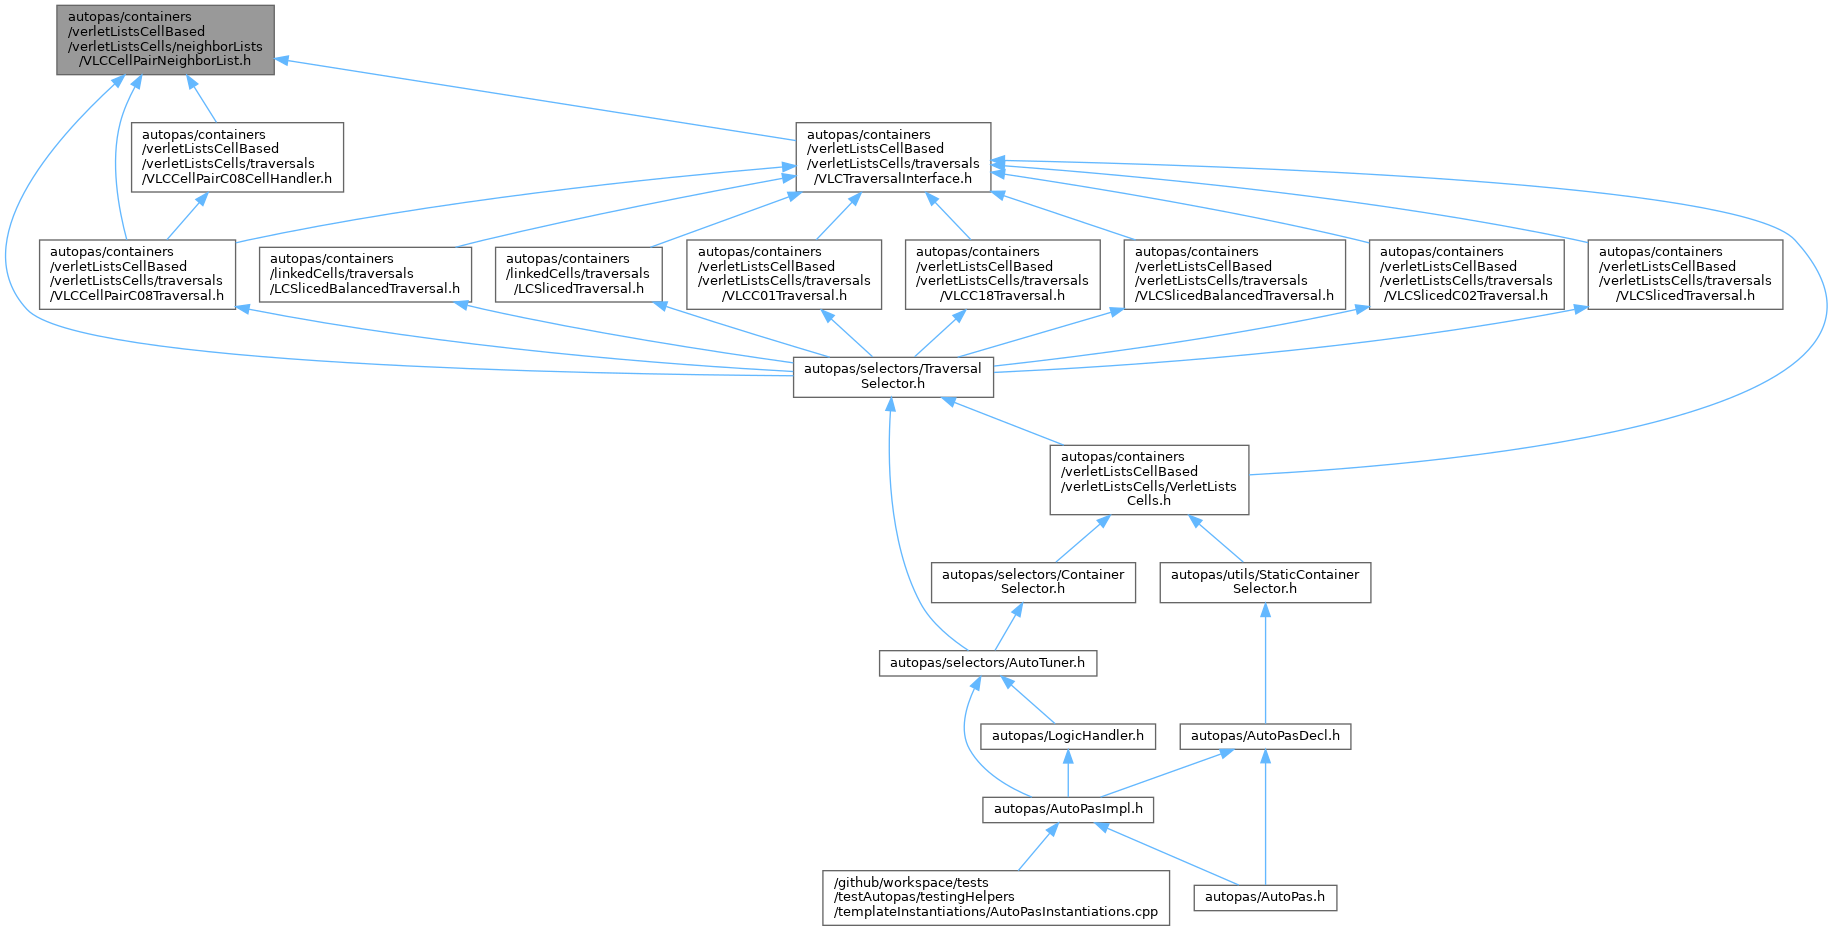 autopas/containers
/verletListsCellBased
/verletListsCells/neighborLists
/VLCCellPairNeighborList.h
autopas/containers
/verletListsCellBased
/verletListsCells/traversals
/VLCCellPairC08CellHandler.h
autopas/containers
/verletListsCellBased
/verletListsCells/traversals
/VLCTraversalInterface.h
autopas/containers
/verletListsCellBased
/verletListsCells/traversals
/VLCCellPairC08Traversal.h
autopas/containers
/linkedCells/traversals
/LCSlicedBalancedTraversal.h
autopas/containers
/linkedCells/traversals
/LCSlicedTraversal.h
autopas/containers
/verletListsCellBased
/verletListsCells/traversals
/VLCC01Traversal.h
autopas/containers
/verletListsCellBased
/verletListsCells/traversals
/VLCC18Traversal.h
autopas/containers
/verletListsCellBased
/verletListsCells/traversals
/VLCSlicedBalancedTraversal.h
autopas/containers
/verletListsCellBased
/verletListsCells/traversals
/VLCSlicedC02Traversal.h
autopas/containers
/verletListsCellBased
/verletListsCells/traversals
/VLCSlicedTraversal.h
autopas/selectors/Traversal
Selector.h
autopas/containers
/verletListsCellBased
/verletListsCells/VerletLists
Cells.h
autopas/selectors/Container
Selector.h
autopas/utils/StaticContainer
Selector.h
autopas/selectors/AutoTuner.h
autopas/LogicHandler.h
autopas/AutoPasDecl.h
autopas/AutoPasImpl.h
/github/workspace/tests
/testAutopas/testingHelpers
/templateInstantiations/AutoPasInstantiations.cpp
autopas/AutoPas.h